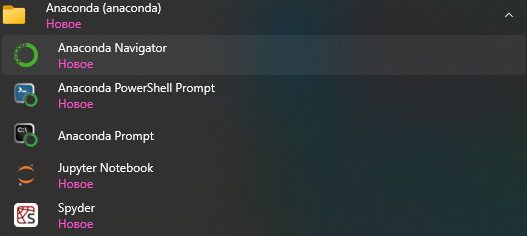 Anaconda (anaconda)
Новое
Anaconda Navigator
Новое
Anaconda PowerShell Prompt
Новое
Anaconda Prompt
Jupyter Notebook
Новое
Spyder
Новое